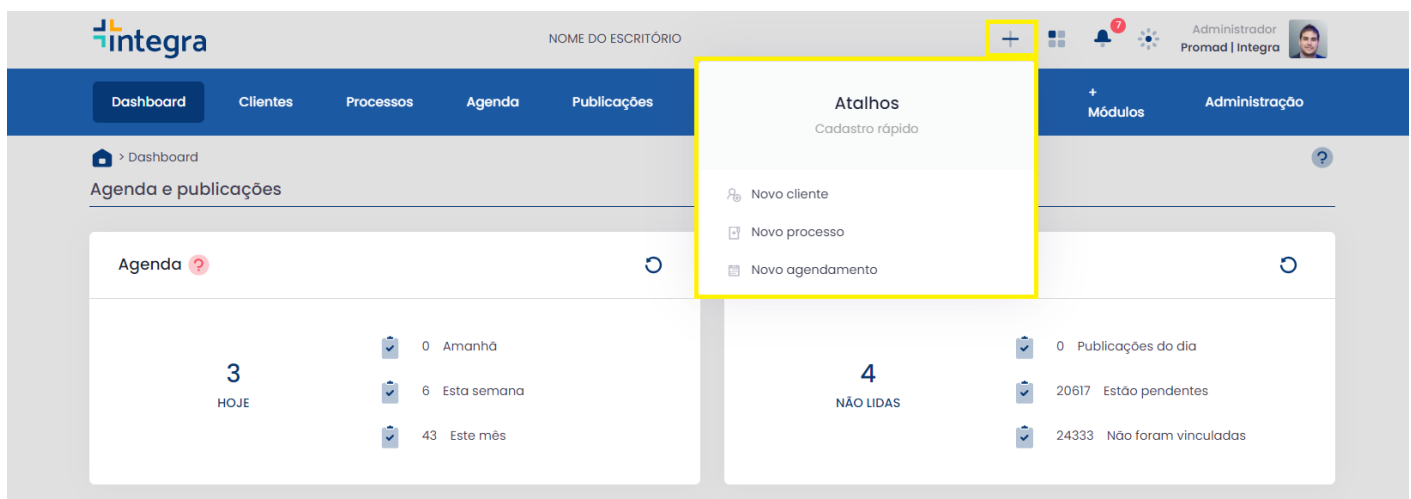 integra
NOME DO ESCRITÓRIO
7
Administrador
Promad | Integra
Dashboard
Clientes
Processos
Agenda
Publicações
+
Módulos
Administração
Atalhos
Cadastro rápido
Novo cliente
Novo processo
Novo agendamento
> Dashboard
?
Agenda e publicações
Agenda ?
3
HOJE
0 Amanhã
6 Esta semana
43 Este mês
4
NÃO LIDAS
0 Publicações do dia
20617 Estão pendentes
24333 Não foram vinculadas